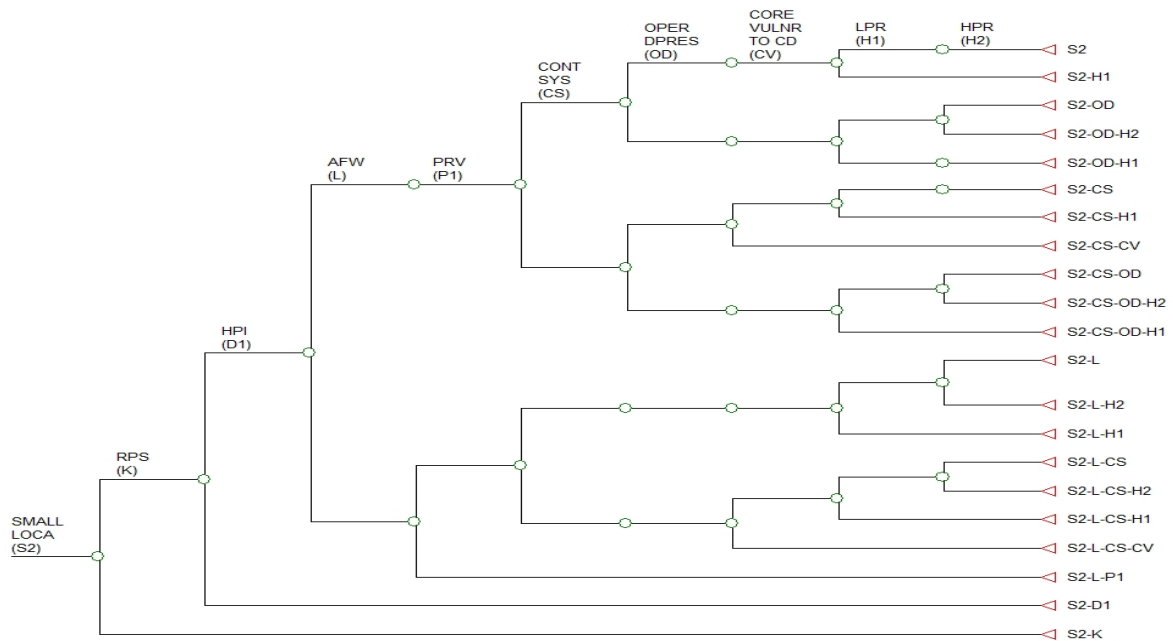 SMALL
LOCA
(S2)
RPS
(K)
HPI
(D1)
AFW
(L)
PRV
(P1)
CONT
SYS
(CS)
OPER
DPRES
(OD)
CORE
VULNR
TO CD
(CV)
LPR
(H1)
HPR
(H2)
S2
S2-H1
S2-OD
S2-OD-H2
S2-OD-H1
S2-CS
S2-CS-H1
S2-CS-CV
S2-CS-OD
S2-CS-OD-H2
S2-CS-OD-H1
S2-L
S2-L-H2
S2-L-H1
S2-L-CS
S2-L-CS-H2
S2-L-CS-H1
S2-L-CS-CV
S2-L-P1
S2-D1
S2-K